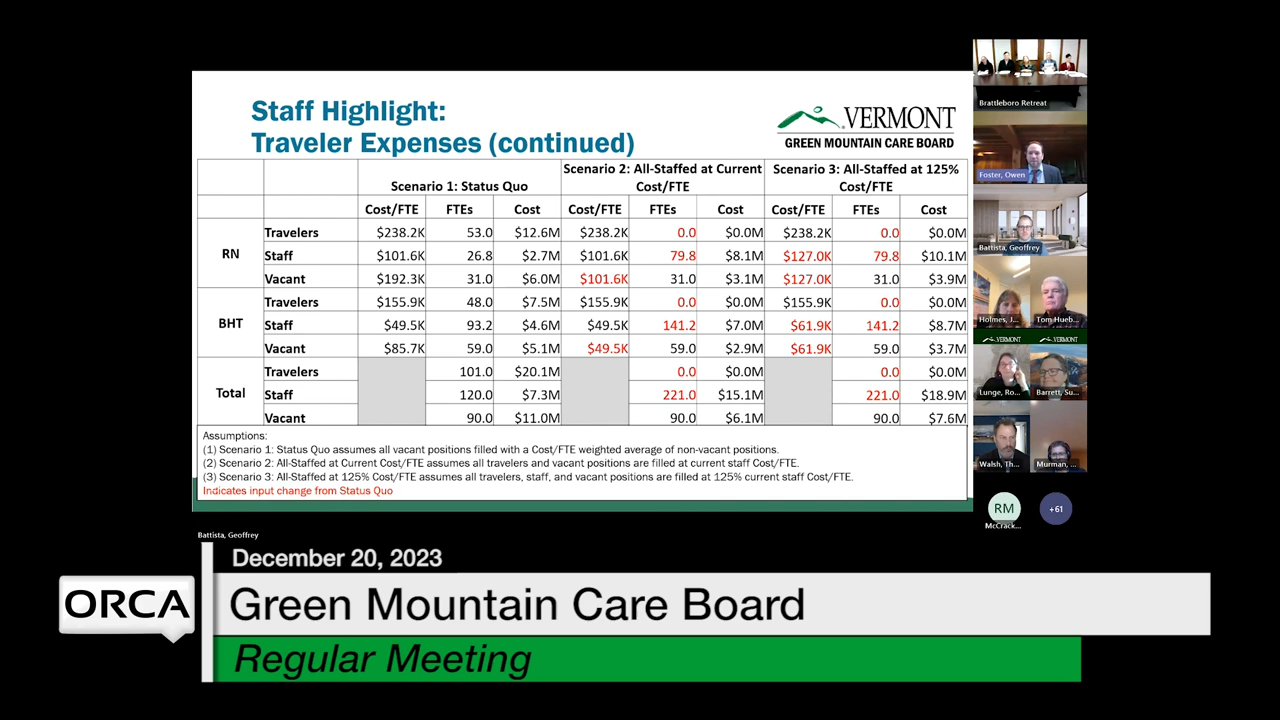 Staff Highlight:
Traveler Expenses (continued)
VERMONT
GREEN MOUNTAIN CARE BOARD
Scenario 1: Status Quo Scenario 2: All-Staffed at Current Cost/FTE Scenario 3: All-Staffed at 125% Cost/FTE
Cost/FTE FTEs Cost Cost/FTE FTEs Cost Cost/FTE FTEs Cost
RN
Travelers $238.2K 53.0 $12.6M $238.2K 0.0 $0.0M $238.2K 0.0 $0.0M
Staff $101.6K 26.8 $2.7M $101.6K 79.8 $8.1M $127.0K 79.8 $10.1M
Vacant $192.3K 31.0 $6.0M $101.6K 31.0 $3.1M $127.0K 31.0 $3.9M
BHT
Travelers $155.9K 48.0 $7.5M $155.9K 0.0 $0.0M $155.9K 0.0 $0.0M
Staff $49.5K 93.2 $4.6M $49.5K 141.2 $7.0M $61.9K 141.2 $8.7M
Vacant $85.7K 59.0 $5.1M $49.5K 59.0 $2.9M $61.9K 59.0 $3.7M
Total
Travelers 101.0 $20.1M 0.0 $0.0M 0.0 $0.0M
Staff 120.0 $7.3M 221.0 $15.1M 221.0 $18.9M
Vacant 90.0 $11.0M 90.0 $6.1M 90.0 $7.6M
Assumptions:
(1) Scenario 1: Status Quo assumes all vacant positions filled with a Cost/FTE weighted average of non-vacant positions.
(2) Scenario 2: All-Staffed at Current Cost/FTE assumes all travelers and vacant positions are filled at current staff Cost/FTE.
(3) Scenario 3: All-Staffed at 125% Cost/FTE assumes all travelers, staff, and vacant positions are filled at 125% current staff Cost/FTE.
Indicates input change from Status Quo
Brattleboro Retreat
Foster, Owen
Battista, Geoffrey
Holmes, J...
Tom Hueb...
VERMONT
VERMONT
Lunge, Ro...
Barrett, Su...
Walsh, Th...
Murman, ...
RM
McCrack...
+61
Battista, Geoffrey
December 20, 2023
ORCA
Green Mountain Care Board
Regular Meeting